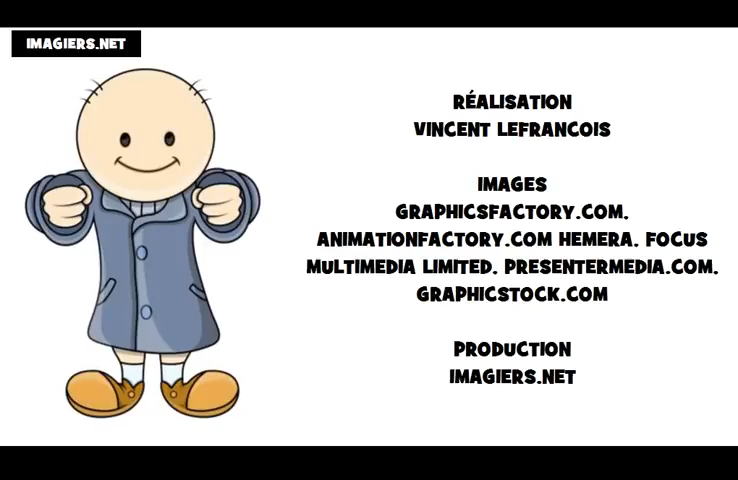 IMAGIERS.NET
RÉALISATION
VINCENT LEFRANCOIS
IMAGES
GRAPHICSFACTORY.COM,
ANIMATIONFACTORY.COM HEMERA, FOCUS
MULTIMEDIA LIMITED, PRESENTERMEDIA.COM,
GRAPHICSTOCK.COM
PRODUCTION
IMAGIERS.NET